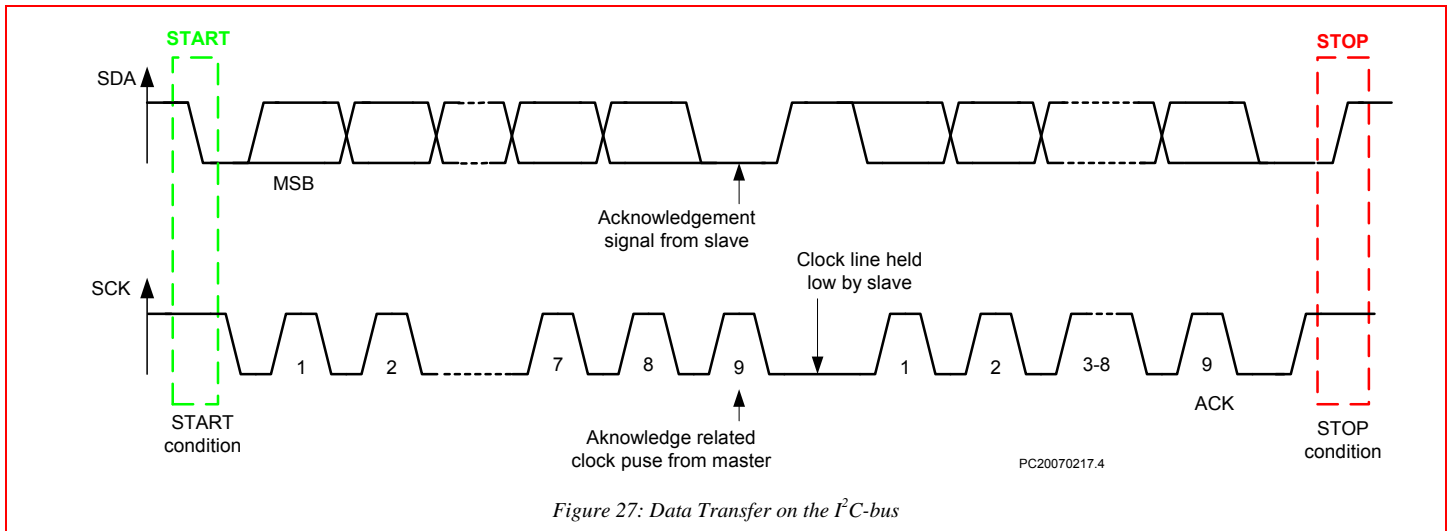 START
STOP
SDA
MSB
Acknowledgement
signal from slave
Clock line held
low by slave
SCK
1
2
7
8
9
1
2
3-8
9
ACK
START
condition
Aknowledge related
clock puse from master
STOP
condition
PC20070217.4
Figure 27: Data Transfer on the I²C-bus